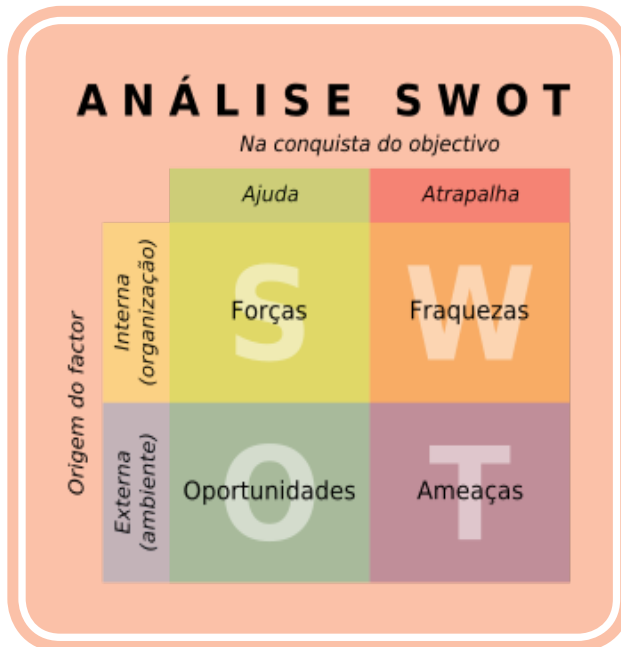 ANÁLISE SWOT
Na conquista do objectivo
Ajuda
Atrapalha
Origem do factor
Interna
(organização)
S
Forças
W
Fraquezas
Externa
(ambiente)
O
Oportunidades
T
Ameaças